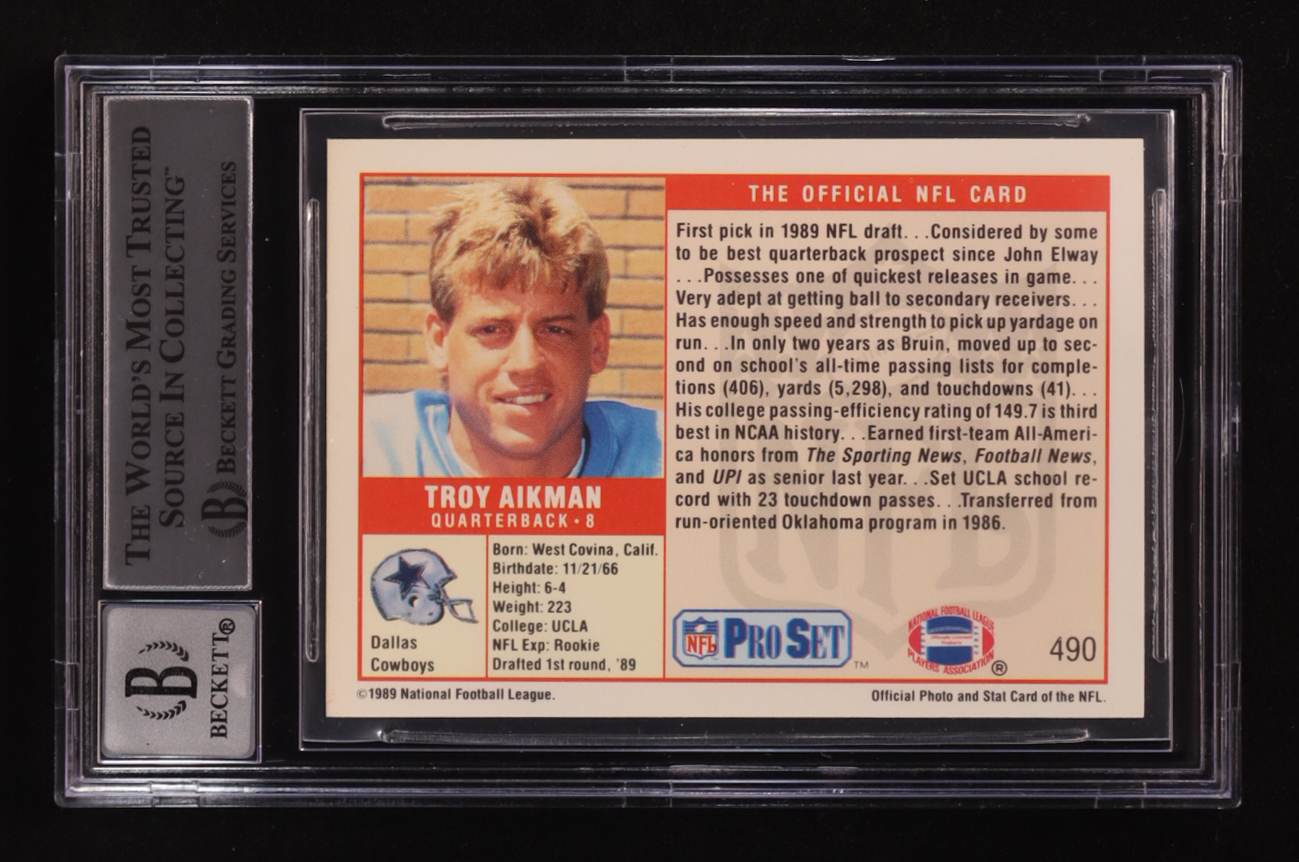 THE WORLD'S MOST TRUSTED
SOURCE IN COLLECTING™
B BECKETT GRADING SERVICES
B
BECKETT®
TROY AIKMAN
QUARTERBACK • 8
Dallas
Cowboys
Born: West Covina, Calif.
Birthdate: 11/21/66
Height: 6-4
Weight: 223
College: UCLA
NFL Exp: Rookie
Drafted 1st round, '89
THE OFFICIAL NFL CARD
First pick in 1989 NFL draft. . .Considered by some
to be best quarterback prospect since John Elway
. . .Possesses one of quickest releases in game. . .
Very adept at getting ball to secondary receivers. . .
Has enough speed and strength to pick up yardage on
run. . .In only two years as Bruin, moved up to sec-
ond on school's all-time passing lists for comple-
tions (406), yards (5,298), and touchdowns (41). . .
His college passing-efficiency rating of 149.7 is third
best in NCAA history. . .Earned first-team All-Ameri-
ca honors from The Sporting News, Football News,
and UPI as senior last year. . .Set UCLA school re-
cord with 23 touchdown passes. . .Transferred from
run-oriented Oklahoma program in 1986.
NFL
NFL PRO SET ™
NATIONAL FOOTBALL LEAGUE
Officially Licensed
Product
PLAYERS ASSOCIATION ®
490
©1989 National Football League.
Official Photo and Stat Card of the NFL.